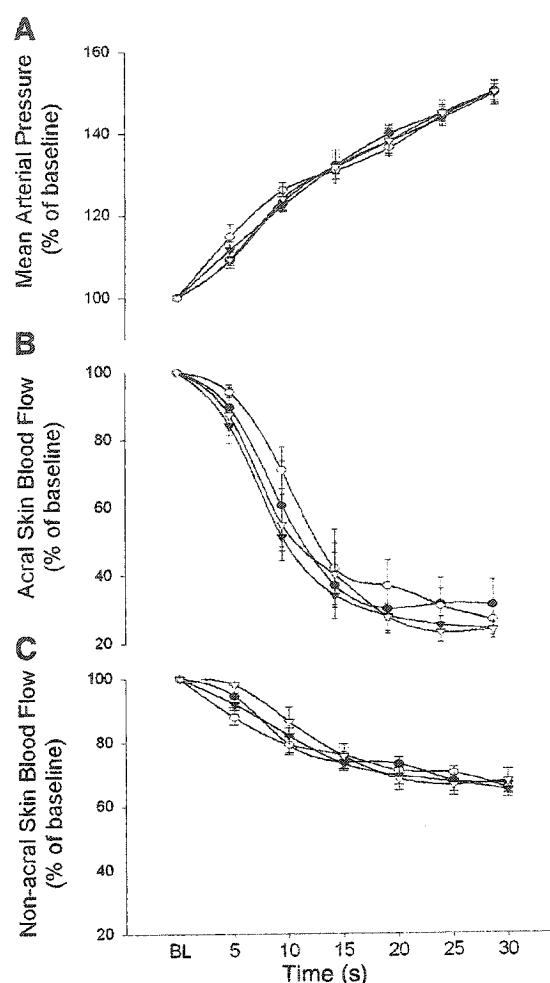 A
Mean Arterial Pressure
(% of baseline)
160
140
120
100
B
Acral Skin Blood Flow
(% of baseline)
100
80
60
40
20
C
Non-acral Skin Blood Flow
(% of baseline)
100
80
60
40
20
BL 5 10 15 20 25 30
Time (s)